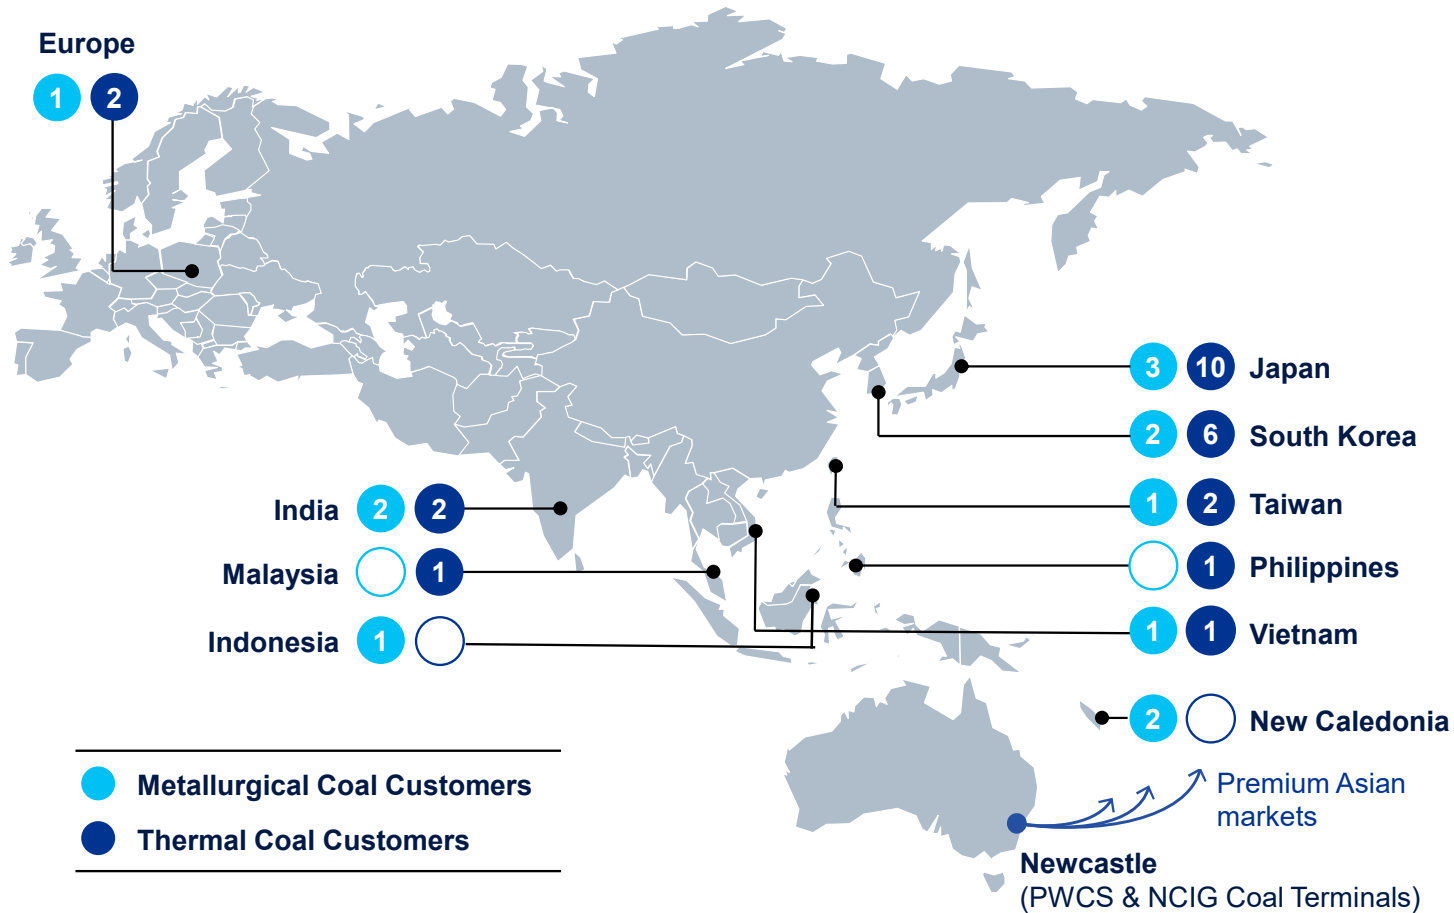 Europe
1 2
3 10 Japan
2 6 South Korea
1 2 Taiwan
India 2 2
Malaysia 1
1 Philippines
Indonesia 1
1 1 Vietnam
2 New Caledonia
Metallurgical Coal Customers
Thermal Coal Customers
Premium Asian
markets
Newcastle
(PWCS & NCIG Coal Terminals)